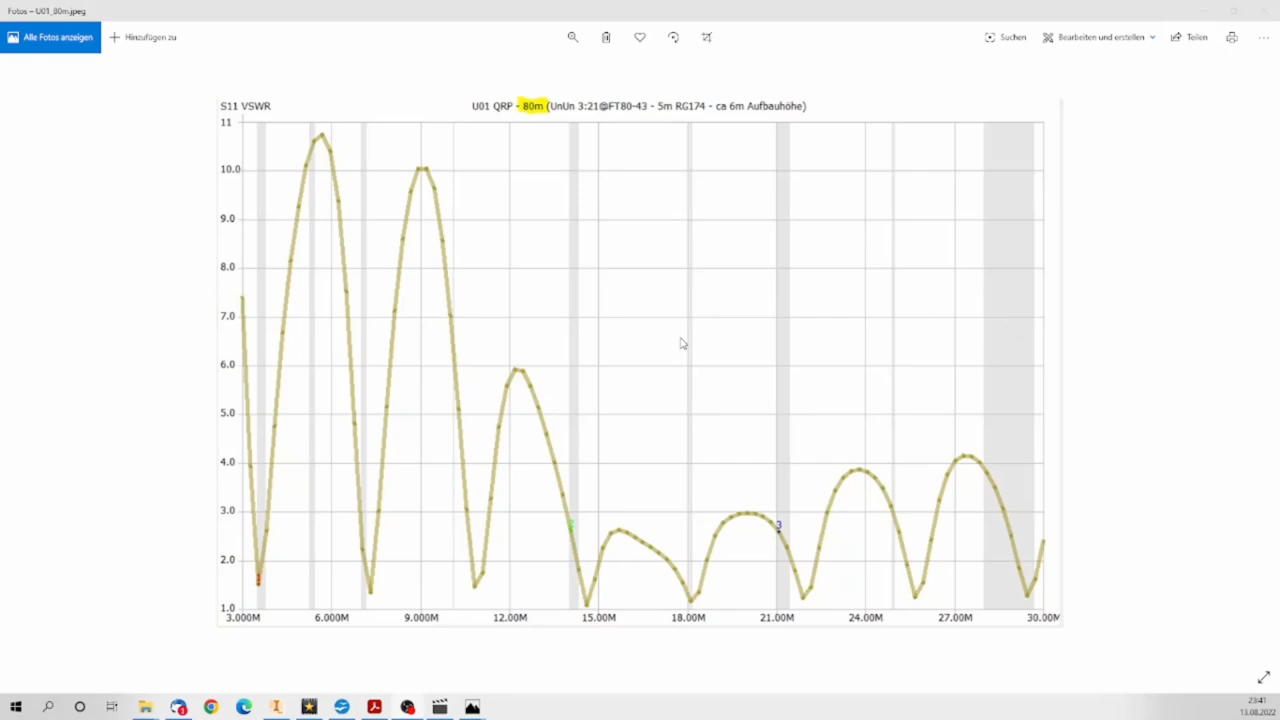 Fotos – U01_80m.jpeg
Alle Fotos anzeigen
Hinzufügen zu
Suchen
Bearbeiten und erstellen
Teilen
S11 VSWR
U01 QRP - 80m (UnUn 3:21@FT80-43 - 5m RG174 - ca 6m Aufbauhöhe)
11
10.0
9.0
8.0
7.0
6.0
5.0
4.0
3.0
2.0
1.0
3
3.000M 6.000M 9.000M 12.00M 15.00M 18.00M 21.00M 24.00M 27.00M 30.00M
23:41
13.08.2022